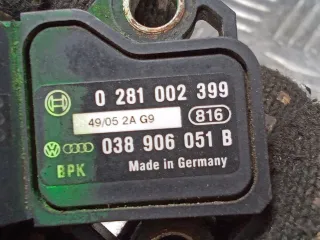 0 281 002 399
49/05 2A G9 816
038 906 051 B
BPK Made in Germany